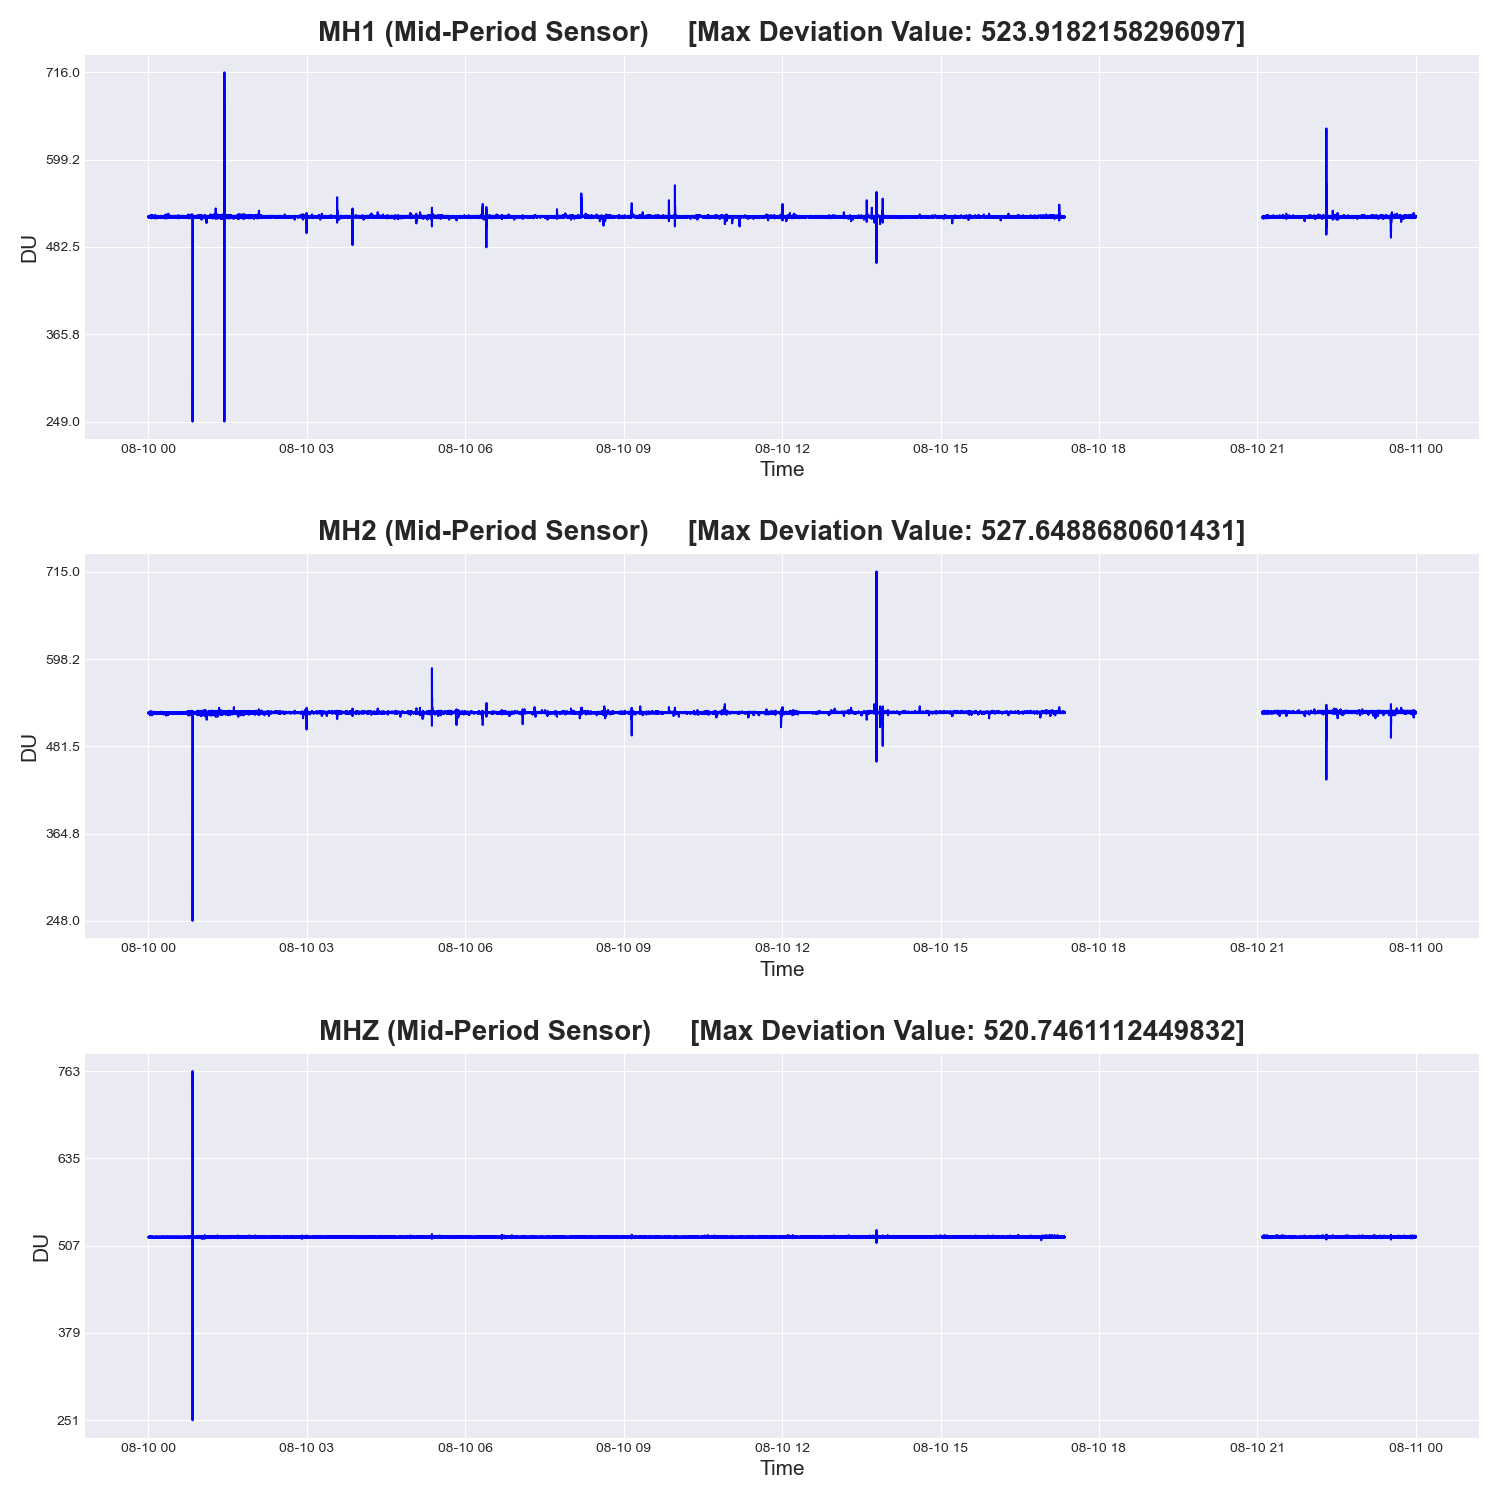 MH1 (Mid-Period Sensor) [Max Deviation Value: 523.9182158296097]
716.0
599.2
482.5
365.8
249.0
DU
08-10 00 08-10 03 08-10 06 08-10 09 08-10 12 08-10 15 08-10 18 08-10 21 08-11 00
Time
MH2 (Mid-Period Sensor) [Max Deviation Value: 527.6488680601431]
715.0
598.2
481.5
364.8
248.0
DU
08-10 00 08-10 03 08-10 06 08-10 09 08-10 12 08-10 15 08-10 18 08-10 21 08-11 00
Time
MHZ (Mid-Period Sensor) [Max Deviation Value: 520.7461112449832]
763
635
507
379
251
DU
08-10 00 08-10 03 08-10 06 08-10 09 08-10 12 08-10 15 08-10 18 08-10 21 08-11 00
Time